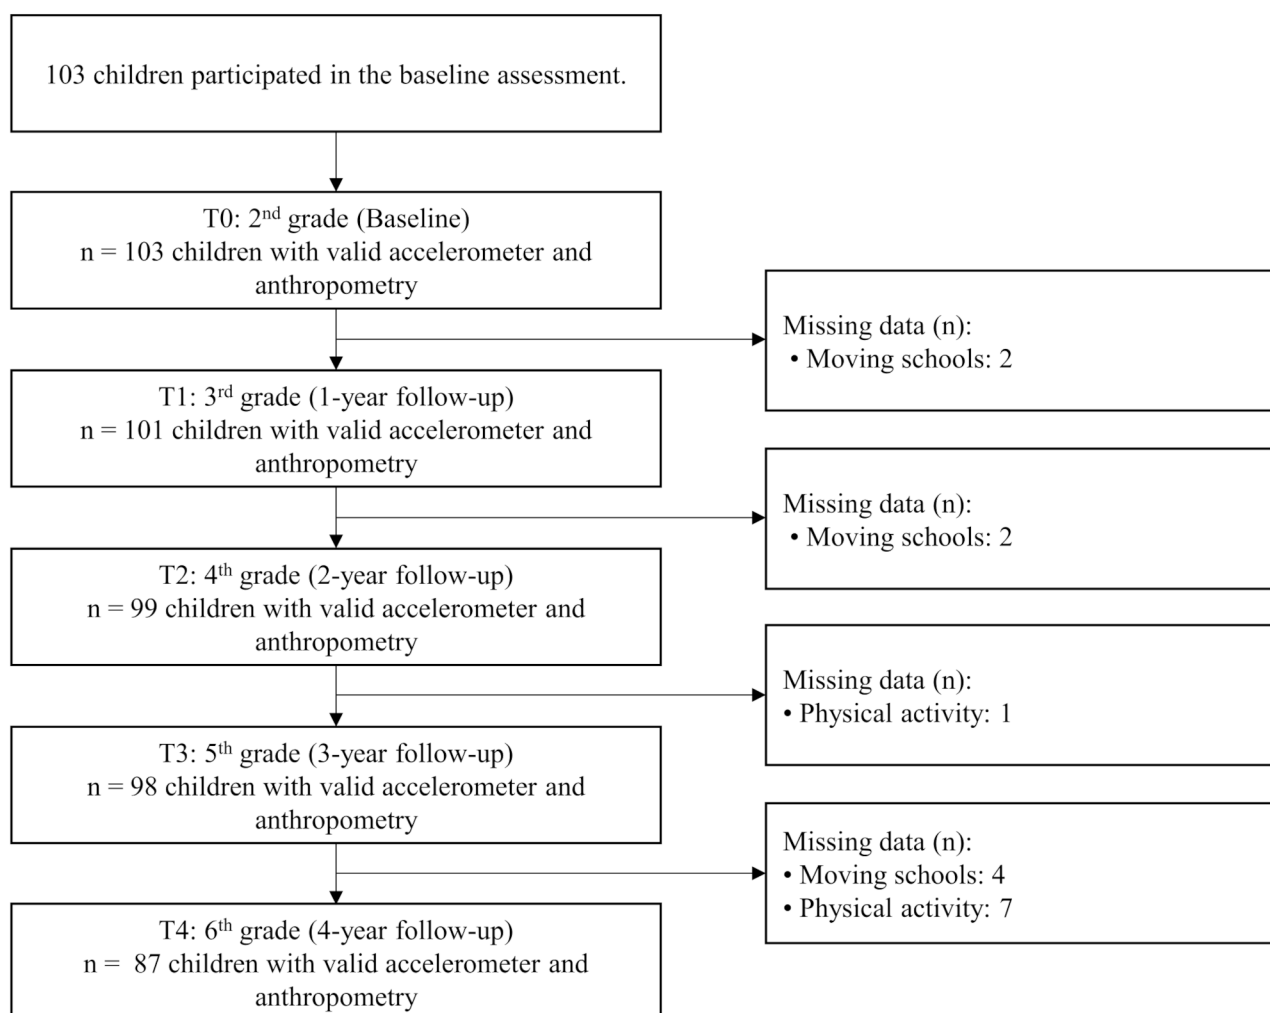 103 children participated in the baseline assessment.
T0: 2nd grade (Baseline)
n = 103 children with valid accelerometer and
anthropometry
Missing data (n):
• Moving schools: 2
T1: 3rd grade (1-year follow-up)
n = 101 children with valid accelerometer and
anthropometry
Missing data (n):
• Moving schools: 2
T2: 4th grade (2-year follow-up)
n = 99 children with valid accelerometer and
anthropometry
Missing data (n):
• Physical activity: 1
T3: 5th grade (3-year follow-up)
n = 98 children with valid accelerometer and
anthropometry
Missing data (n):
• Moving schools: 4
• Physical activity: 7
T4: 6th grade (4-year follow-up)
n = 87 children with valid accelerometer and
anthropometry